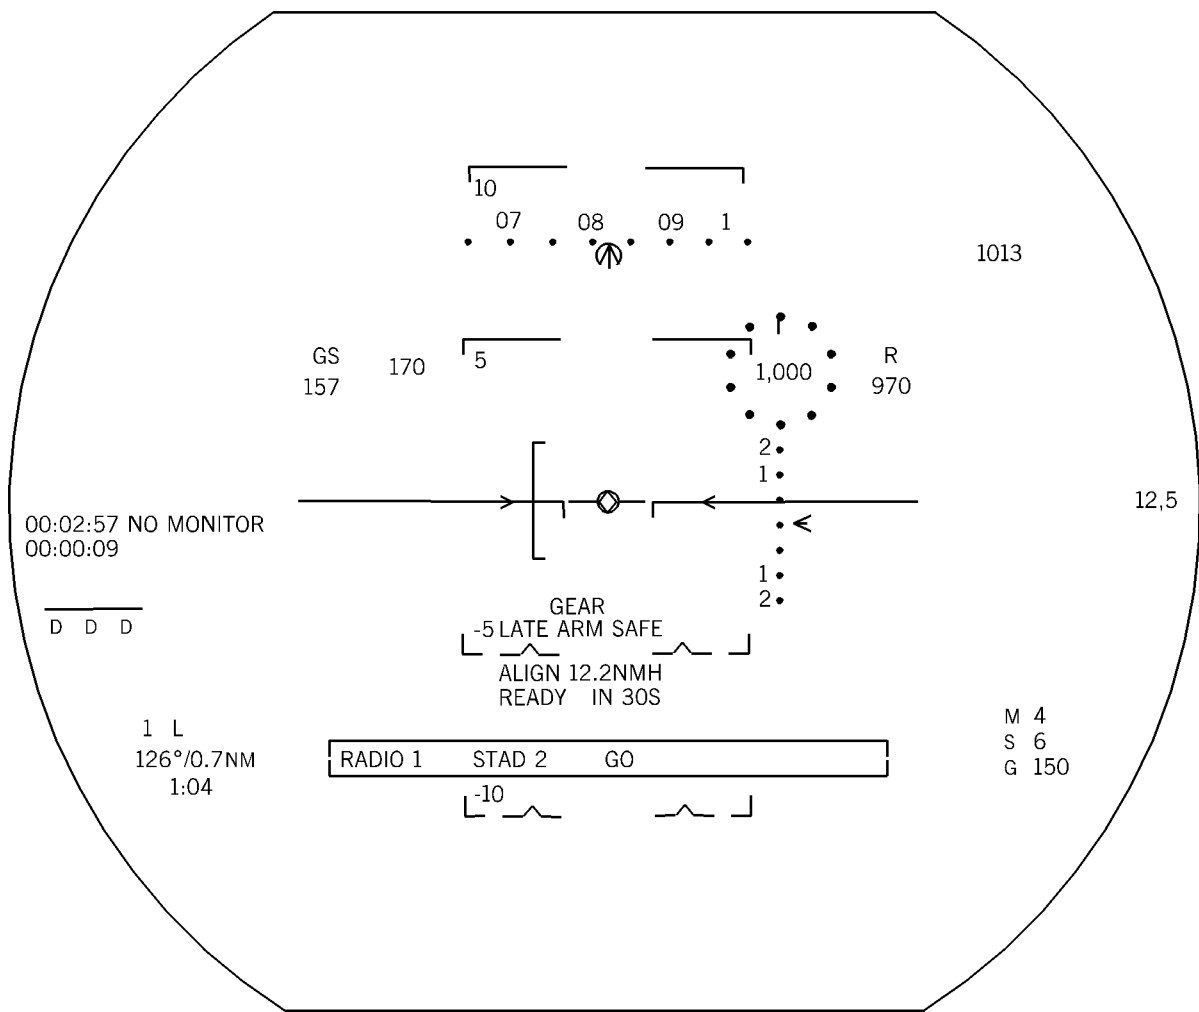 10
07 08 09 1
1013
GS 170 5 1,000 R
157 970
2
1
12,5
00:02:57 NO MONITOR
00:00:09
1
2
GEAR
D D D
-5 LATE ARM SAFE
ALIGN 12.2NMH
READY IN 30S
1 L
M 4
S 6
G 150
126°/0.7NM
1:04
RADIO 1 STAD 2 GO
-10